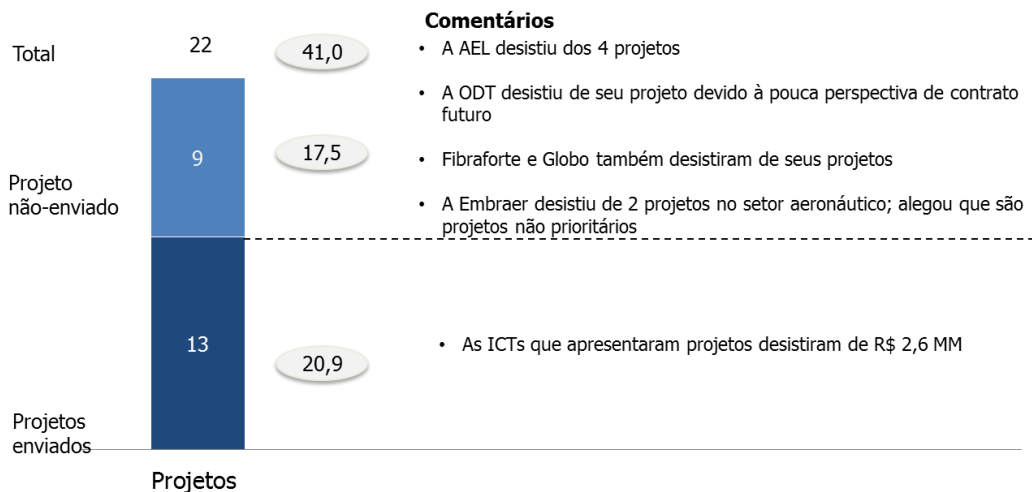 Comentários
Total
22
41,0
• A AEL desistiu dos 4 projetos
• A ODT desistiu de seu projeto devido à pouca perspectiva de contrato
futuro
9
17,5
• Fibraforte e Globo também desistiram de seus projetos
Projeto
não-enviado
• A Embraer desistiu de 2 projetos no setor aeronáutico; alegou que são
projetos não prioritários
13
20,9
• As ICTs que apresentaram projetos desistiram de R$ 2,6 MM
Projetos
enviados
Projetos